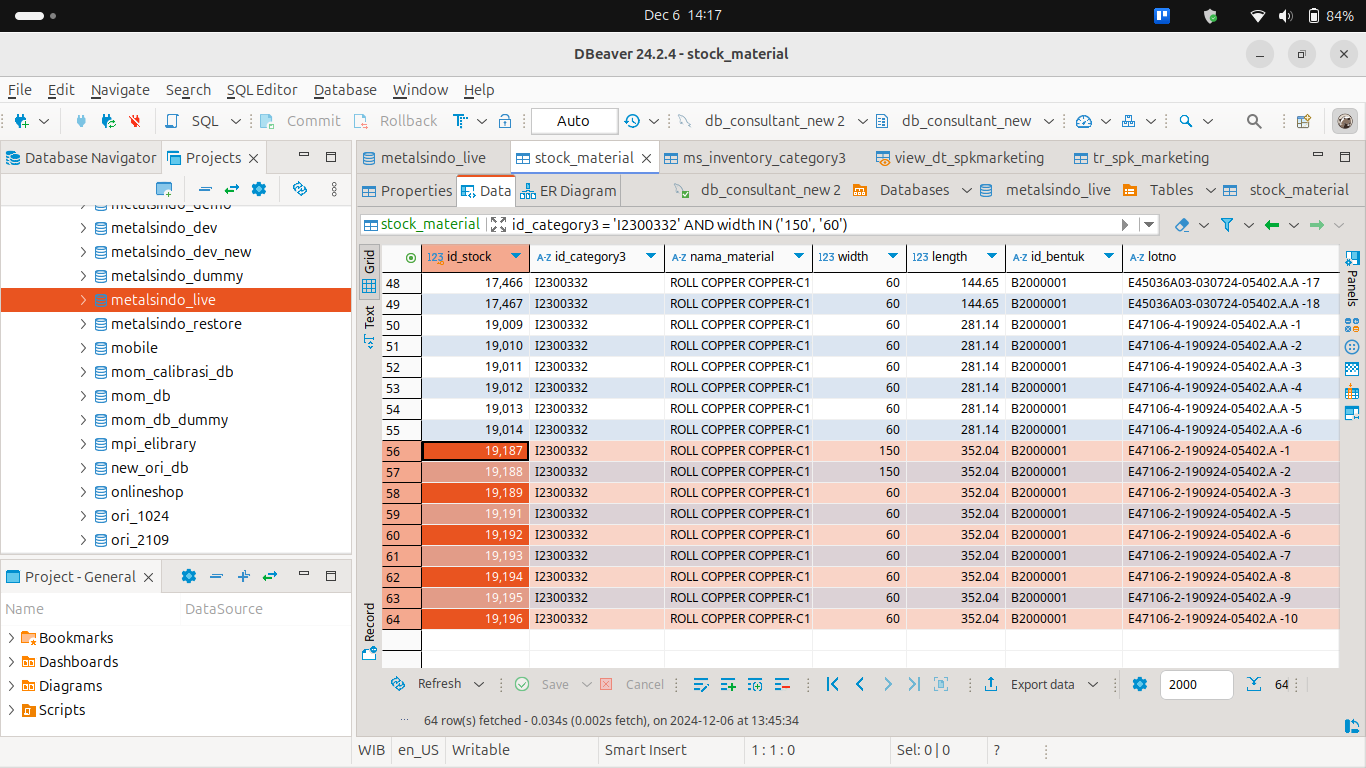 Dec 6 14:17
84%
DBeaver 24.2.4 - stock_material
File Edit Navigate Search SQL Editor Database Window Help
SQL Commit Rollback Auto db_consultant_new 2 db_consultant_new
Database Navigator Projects
metalsindo_demo
metalsindo_dev
metalsindo_dev_new
metalsindo_dummy
metalsindo_live
metalsindo_restore
mobile
mom_calibrasi_db
mom_db
mom_db_dummy
mpi_elibrary
new_ori_db
onlineshop
ori_1024
ori_2109
Project - General
Name DataSource
Bookmarks
Dashboards
Diagrams
Scripts
metalsindo_live stock_material ms_inventory_category3 view_dt_spkmarketing tr_spk_marketing
Properties Data ER Diagram db_consultant_new 2 Databases metalsindo_live Tables stock_material
stock_material id_category3 = 'I2300332' AND width IN ('150', '60')
Grid
Text
Record
Panels
123 id_stock A-Z id_category3 A-Z nama_material 123 width 123 length A-Z id_bentuk A-Z lotno
48 17,466 I2300332 ROLL COPPER COPPER-C1 60 144.65 B2000001 E45036A03-030724-05402.A.A -17
49 17,467 I2300332 ROLL COPPER COPPER-C1 60 144.65 B2000001 E45036A03-030724-05402.A.A -18
50 19,009 I2300332 ROLL COPPER COPPER-C1 60 281.14 B2000001 E47106-4-190924-05402.A.A -1
51 19,010 I2300332 ROLL COPPER COPPER-C1 60 281.14 B2000001 E47106-4-190924-05402.A.A -2
52 19,011 I2300332 ROLL COPPER COPPER-C1 60 281.14 B2000001 E47106-4-190924-05402.A.A -3
53 19,012 I2300332 ROLL COPPER COPPER-C1 60 281.14 B2000001 E47106-4-190924-05402.A.A -4
54 19,013 I2300332 ROLL COPPER COPPER-C1 60 281.14 B2000001 E47106-4-190924-05402.A.A -5
55 19,014 I2300332 ROLL COPPER COPPER-C1 60 281.14 B2000001 E47106-4-190924-05402.A.A -6
56 19,187 I2300332 ROLL COPPER COPPER-C1 150 352.04 B2000001 E47106-2-190924-05402.A -1
57 19,188 I2300332 ROLL COPPER COPPER-C1 150 352.04 B2000001 E47106-2-190924-05402.A -2
58 19,189 I2300332 ROLL COPPER COPPER-C1 60 352.04 B2000001 E47106-2-190924-05402.A -3
59 19,191 I2300332 ROLL COPPER COPPER-C1 60 352.04 B2000001 E47106-2-190924-05402.A -5
60 19,192 I2300332 ROLL COPPER COPPER-C1 60 352.04 B2000001 E47106-2-190924-05402.A -6
61 19,193 I2300332 ROLL COPPER COPPER-C1 60 352.04 B2000001 E47106-2-190924-05402.A -7
62 19,194 I2300332 ROLL COPPER COPPER-C1 60 352.04 B2000001 E47106-2-190924-05402.A -8
63 19,195 I2300332 ROLL COPPER COPPER-C1 60 352.04 B2000001 E47106-2-190924-05402.A -9
64 19,196 I2300332 ROLL COPPER COPPER-C1 60 352.04 B2000001 E47106-2-190924-05402.A -10
Refresh Save Cancel Export data 2000 64
64 row(s) fetched - 0.034s (0.002s fetch), on 2024-12-06 at 13:45:34
WIB en_US Writable Smart Insert 1 : 1 : 0 Sel: 0 | 0 ?